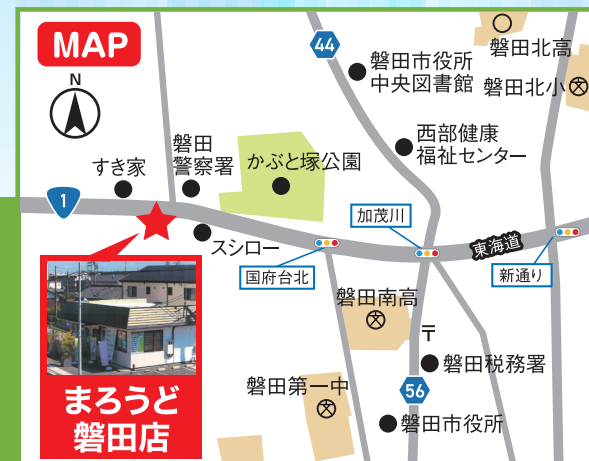 MAP
N
44
磐田市役所
中央図書館
磐田北高
磐田北小
西部健康
福祉センター
すき家
磐田
警察署
かぶと塚公園
1
スシロー
加茂川
国府台北
東海道
新通り
まろうど
磐田店
磐田南高
〒
磐田税務署
56
磐田第一中
磐田市役所